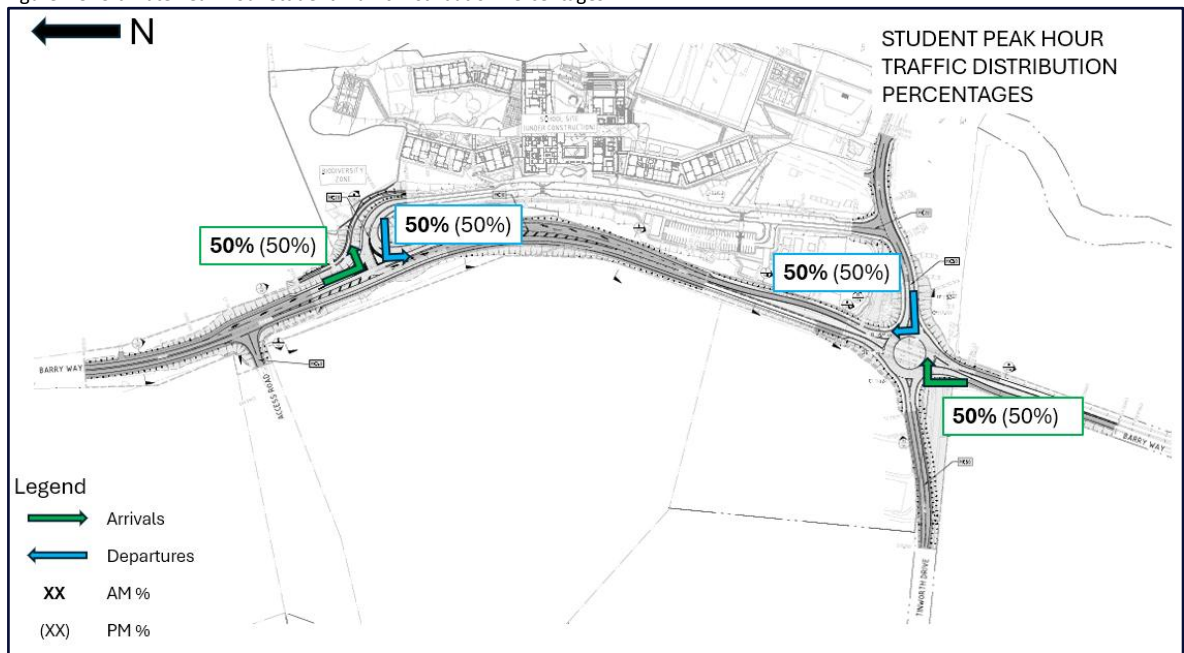 N
STUDENT PEAK HOUR
TRAFFIC DISTRIBUTION
PERCENTAGES
SCHOOL SITE
(UNDER CONSTRUCTION)
BIODIVERSITY
ZONE
50% (50%)
50% (50%)
50% (50%)
50% (50%)
BARRY WAY
ACCESS ROAD
BARRY WAY
TINWORTH DRIVE
Legend
Arrivals
Departures
XX AM %
(XX) PM %